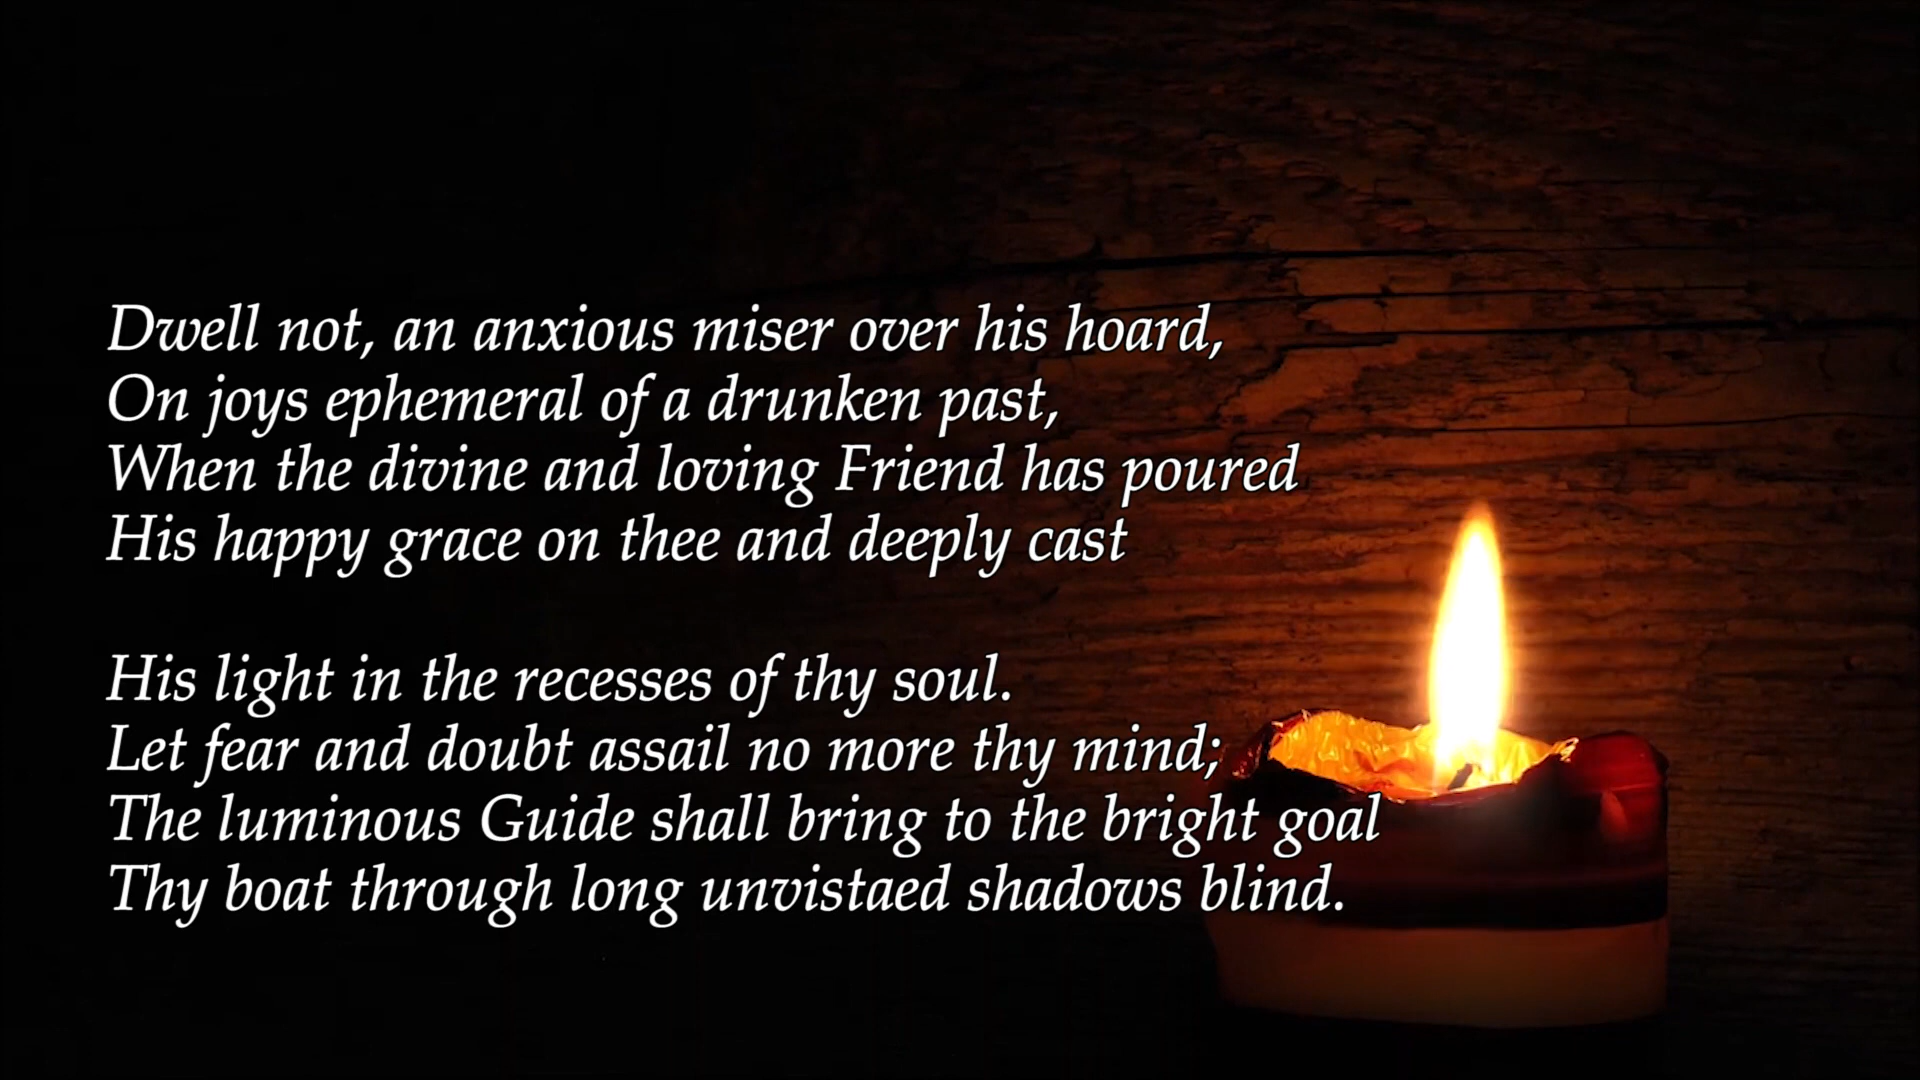 Dwell not, an anxious miser over his hoard,
On joys ephemeral of a drunken past,
When the divine and loving Friend has poured
His happy grace on thee and deeply cast
His light in the recesses of thy soul.
Let fear and doubt assail no more thy mind;
The luminous Guide shall bring to the bright goal
Thy boat through long unvistaed shadows blind.